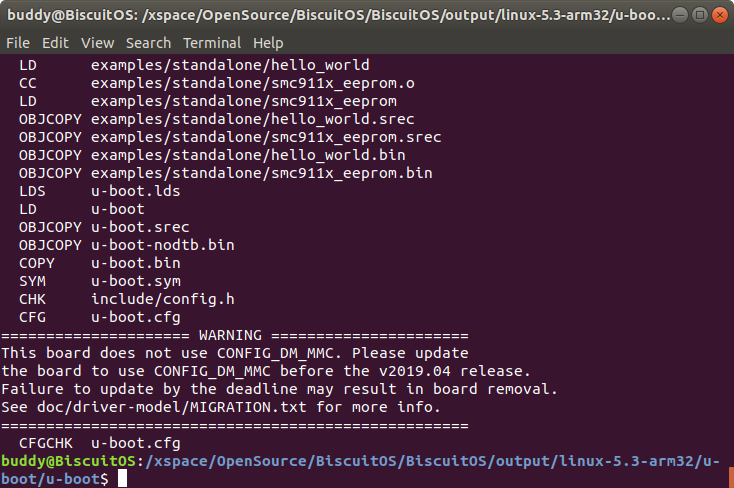 buddy@BiscuitOS: /xspace/OpenSource/BiscuitOS/BiscuitOS/output/linux-5.3-arm32/u-boo...
File Edit View Search Terminal Help
LD examples/standalone/hello_world
CC examples/standalone/smc911x_eeprom.o
LD examples/standalone/smc911x_eeprom
OBJCOPY examples/standalone/hello_world.srec
OBJCOPY examples/standalone/smc911x_eeprom.srec
OBJCOPY examples/standalone/hello_world.bin
OBJCOPY examples/standalone/smc911x_eeprom.bin
LDS u-boot.lds
LD u-boot
OBJCOPY u-boot.srec
OBJCOPY u-boot-nodtb.bin
COPY u-boot.bin
SYM u-boot.sym
CHK include/config.h
CFG u-boot.cfg
===================== WARNING ======================
This board does not use CONFIG_DM_MMC. Please update
the board to use CONFIG_DM_MMC before the v2019.04 release.
Failure to update by the deadline may result in board removal.
See doc/driver-model/MIGRATION.txt for more info.
====================================================
CFGCHK u-boot.cfg
buddy@BiscuitOS:/xspace/OpenSource/BiscuitOS/BiscuitOS/output/linux-5.3-arm32/u-
boot/u-boot$